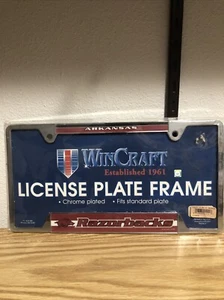 ARKANSAS
WINCRAFT
Established 1961
LICENSE PLATE FRAME
• Chrome plated • Fits standard plate
Razorbacks